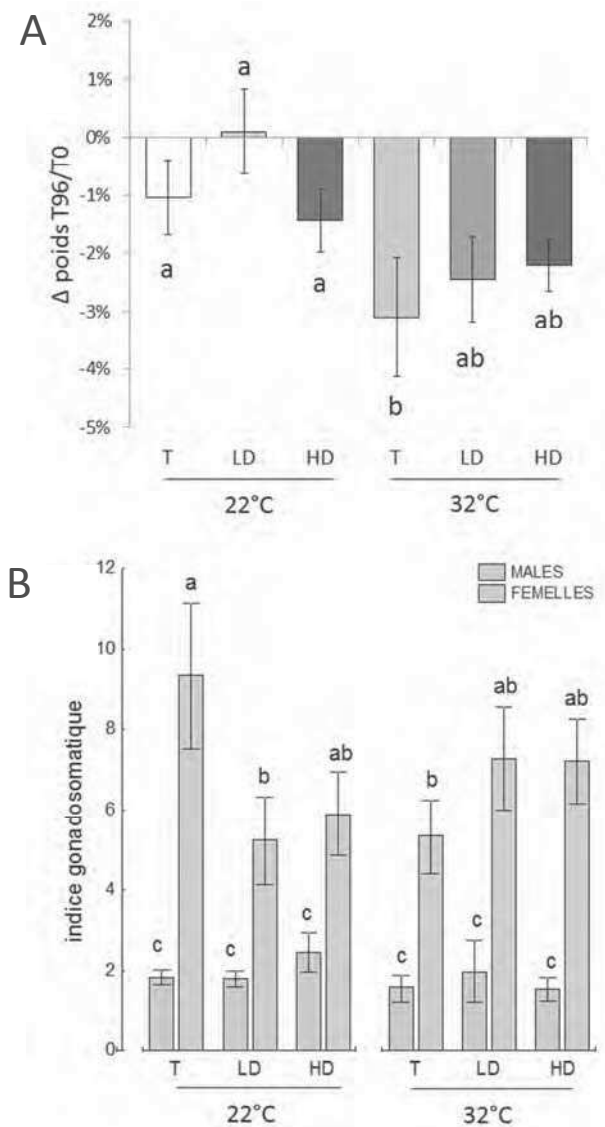 A
Δ poids T96/T0
2%
1%
0%
-1%
-2%
-3%
-4%
-5%
a
a
a
b
ab
ab
T LD HD T LD HD
22°C 32°C
B
indice gonadosomatique
12
10
8
6
4
2
0
MALES
FEMELLES
c a c b c ab c b c ab c ab
T LD HD T LD HD
22°C 32°C